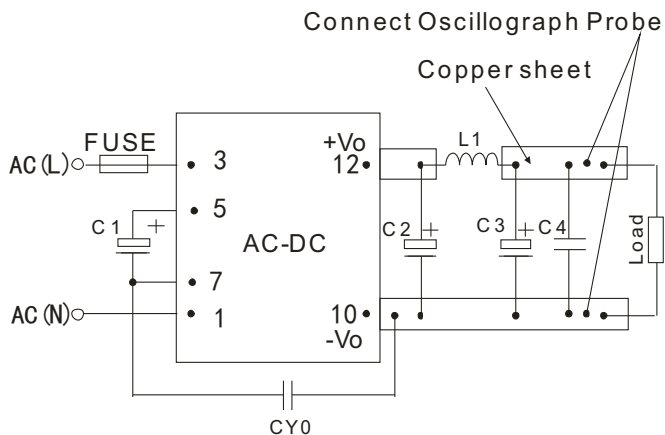 Connect Oscillograph Probe
Copper sheet
FUSE
L1
AC(L)
3
+Vo
12
5
C1
+
C2
+
C3
+
C4
AC-DC
Load
7
AC(N)
1
10
-Vo
CY0